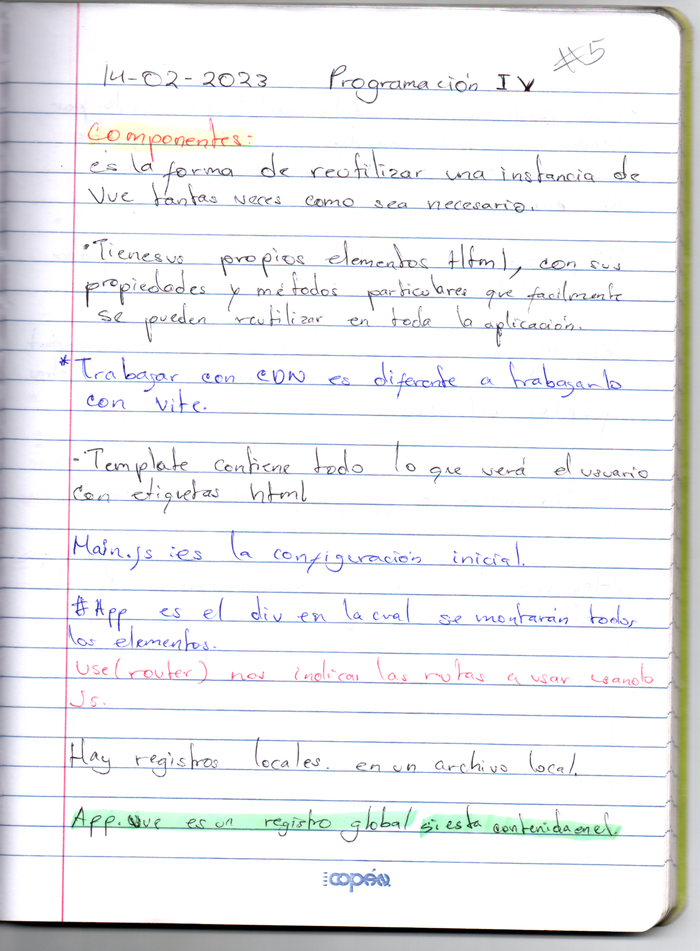 #5
14-02-2023 Programación IV
Componentes:
es la forma de reutilizar una instancia de
Vue tantas veces como sea necesario.
•Tiene sus propios elementos Html, con sus
propiedades y métodos particulares que facilmente
se pueden reutilizar en toda la aplicación.
*Trabajar con CDN es diferente a trabajarlo
con vite.
-Template contiene todo lo que verá el usuario
con etiquetas html
Main.js :es la configuración inicial.
#App es el div en la cual se montarán todos
los elementos.
use(router) nos indica las rutas a usar usando
Js.
Hay registros locales. en un archivo local.
App.vue es un registro global si esta contenida en el.
copán